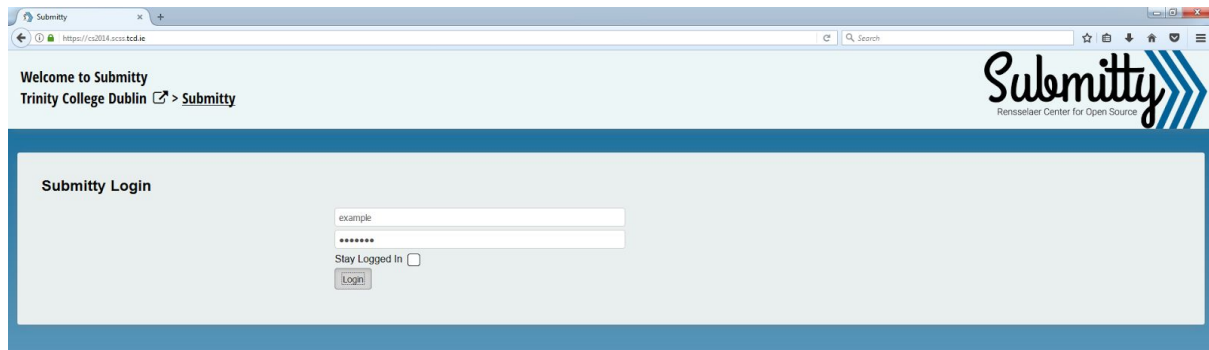 Submitty
https://cs2014.scss.tcd.ie
Search
Welcome to Submitty
Trinity College Dublin > Submitty
Submitty
Rensselaer Center for Open Source
Submitty Login
example
•••••••
Stay Logged In
Login